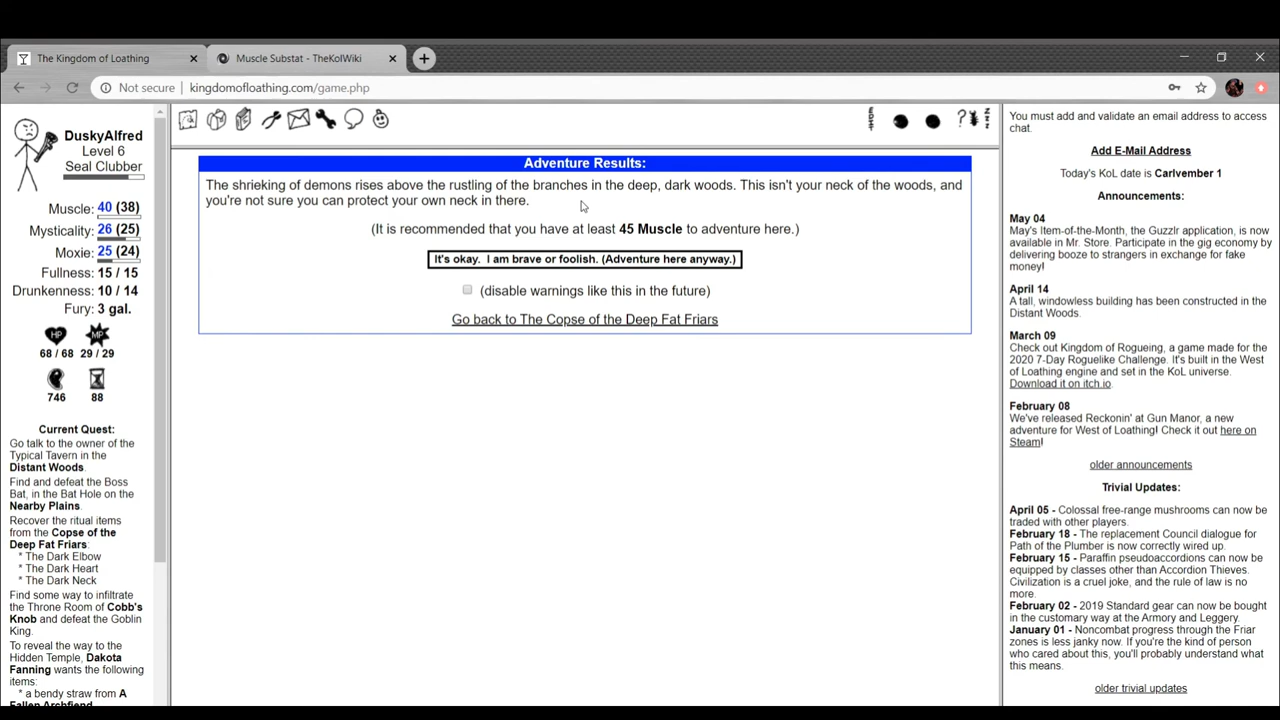 The Kingdom of Loathing
Muscle Substat - TheKolWiki
Not secure
kingdomofloathing.com/game.php
DuskyAlfred
Level 6
Seal Clubber
Muscle: 40 (38)
Mysticality: 26 (25)
Moxie: 25 (24)
Fullness: 15 / 15
Drunkenness: 10 / 14
Fury: 3 gal.
HP MP
68 / 68 29 / 29
746 88
Current Quest:
Go talk to the owner of the
Typical Tavern in the
Distant Woods.
Find and defeat the Boss
Bat, in the Bat Hole on the
Nearby Plains.
Recover the ritual items
from the Copse of the
Deep Fat Friars:
* The Dark Elbow
* The Dark Heart
* The Dark Neck
Find some way to infiltrate
the Throne Room of Cobb's
Knob and defeat the Goblin
King.
To reveal the way to the
Hidden Temple, Dakota
Fanning wants the following
items:
* a bendy straw from A
Fallen Archfiend
Adventure Results:
The shrieking of demons rises above the rustling of the branches in the deep, dark woods. This isn't your neck of the woods, and
you're not sure you can protect your own neck in there.
(It is recommended that you have at least 45 Muscle to adventure here.)
It's okay. I am brave or foolish. (Adventure here anyway.)
(disable warnings like this in the future)
Go back to The Copse of the Deep Fat Friars
You must add and validate an email address to access
chat.
Add E-Mail Address
Today's KoL date is Carlvember 1
Announcements:
May 04
May's Item-of-the-Month, the Guzzlr application, is now
available in Mr. Store. Participate in the gig economy by
delivering booze to strangers in exchange for fake
money!
April 14
A tall, windowless building has been constructed in the
Distant Woods.
March 09
Check out Kingdom of Rogueing, a game made for the
2020 7-Day Roguelike Challenge. It's built in the West
of Loathing engine and set in the KoL universe.
Download it on itch.io.
February 08
We've released Reckonin' at Gun Manor, a new
adventure for West of Loathing! Check it out here on
Steam!
older announcements
Trivial Updates:
April 05 - Colossal free-range mushrooms can now be
traded with other players.
February 18 - The replacement Council dialogue for
Path of the Plumber is now correctly wired up.
February 15 - Paraffin pseudoaccordions can now be
equipped by classes other than Accordion Thieves.
Civilization is a cruel joke, and the rule of law is no
more.
February 02 - 2019 Standard gear can now be bought
in the customary way at the Armory and Leggery.
January 01 - Noncombat progress through the Friar
zones is less janky now. If you're the kind of person
who cared about this, you'll probably understand what
this means.
older trivial updates